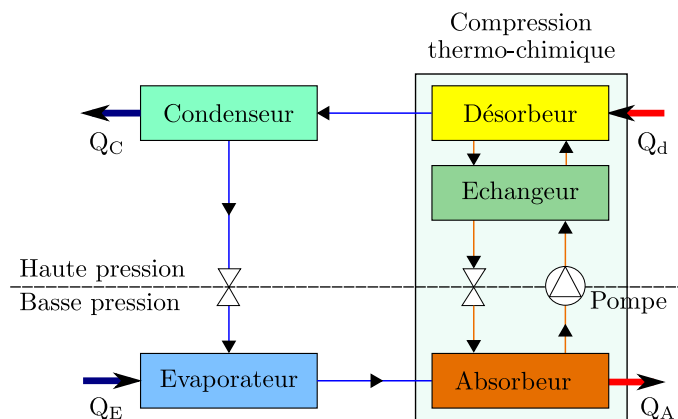 Compression
thermo-chimique
Condenseur
Désorbeur
Q_C
Q_d
Echangeur
Haute pression
Basse pression
Pompe
Evaporateur
Absorbeur
Q_E
Q_A